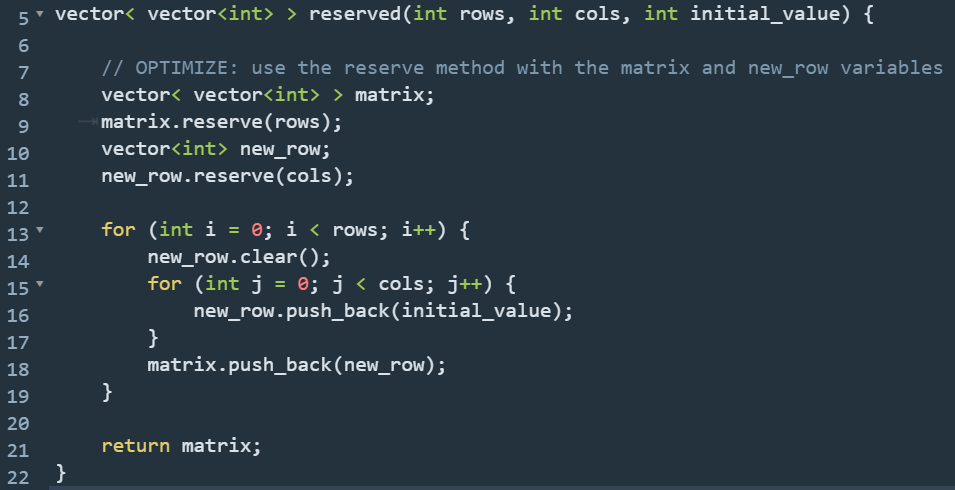 5 vector< vector<int> > reserved(int rows, int cols, int initial_value) {
6
7     // OPTIMIZE: use the reserve method with the matrix and new_row variables
8     vector< vector<int> > matrix;
9     matrix.reserve(rows);
10     vector<int> new_row;
11     new_row.reserve(cols);
12
13     for (int i = 0; i < rows; i++) {
14         new_row.clear();
15         for (int j = 0; j < cols; j++) {
16             new_row.push_back(initial_value);
17         }
18         matrix.push_back(new_row);
19     }
20
21     return matrix;
22 }